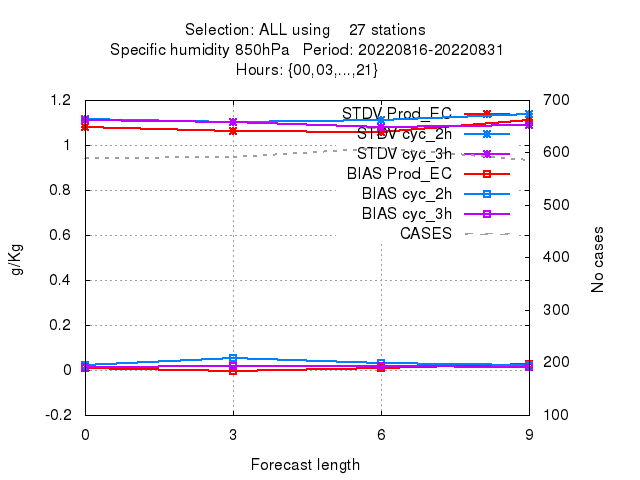 Selection: ALL using    27 stations
Specific humidity 850hPa   Period: 20220816-20220831
Hours: {00,03,...,21}
STDV Prod_EC
STDV cyc_2h
STDV cyc_3h
BIAS Prod_EC
BIAS cyc_2h
BIAS cyc_3h
CASES
1.2
1
0.8
0.6
0.4
0.2
0
-0.2
g/Kg
700
600
500
400
300
200
100
No cases
0 3 6 9
Forecast length